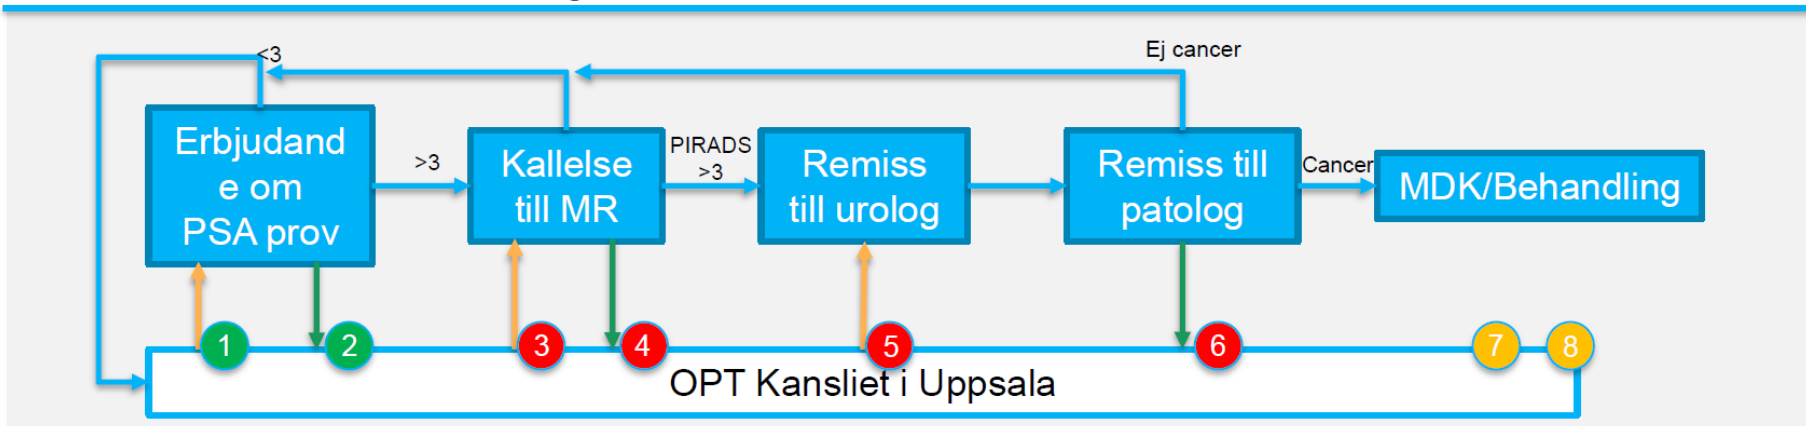 <3
Ej cancer
Erbjudand
e om
PSA prov
>3
Kallelse
till MR
PIRADS
>3
Remiss
till urolog
Remiss till
patolog
Cancer
MDK/Behandling
1
2
3
4
5
6
7
8
OPT Kansliet i Uppsala